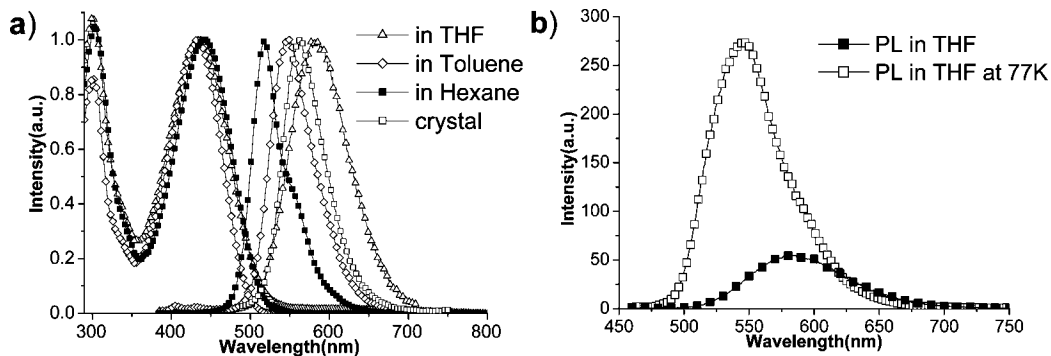 a)
in THF
in Toluene
in Hexane
crystal
Intensity(a.u.)
1.0
0.8
0.6
0.4
0.2
0.0
300 400 500 600 700 800
Wavelength(nm)
b)
PL in THF
PL in THF at 77K
Intensity(a.u.)
300
250
200
150
100
50
0
450 500 550 600 650 700 750
Wavelength(nm)